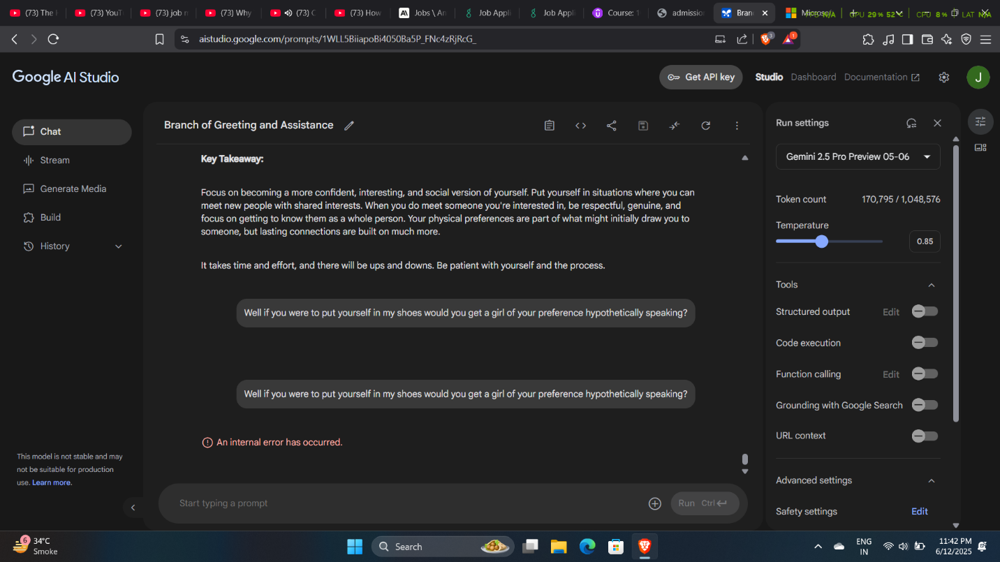 (73) The
(73) YouT
(73) job n
(73) Why
(73)
(73) How
Jobs \ An
Job Appli
Job Appli
Course: 1
admission
Bran
Microso
GPU 29 % 52°C
CPU 8 %
LAT N/A
aistudio.google.com/prompts/1WLL5BiiapoBi4050Ba5P_FNc4zRjRcG_
3
1
Google AI Studio
Get API key
Studio
Dashboard
Documentation
J
Chat
Stream
Generate Media
Build
History
This model is not stable and may
not be suitable for production
use. Learn more.
Branch of Greeting and Assistance
Key Takeaway:
Focus on becoming a more confident, interesting, and social version of yourself. Put yourself in situations where you can
meet new people with shared interests. When you do meet someone you're interested in, be respectful, genuine, and
focus on getting to know them as a whole person. Your physical preferences are part of what might initially draw you to
someone, but lasting connections are built on much more.
It takes time and effort, and there will be ups and downs. Be patient with yourself and the process.
Well if you were to put yourself in my shoes would you get a girl of your preference hypothetically speaking?
Well if you were to put yourself in my shoes would you get a girl of your preference hypothetically speaking?
An internal error has occurred.
Start typing a prompt
Run Ctrl
Run settings
Gemini 2.5 Pro Preview 05-06
Token count 170,795 / 1,048,576
Temperature
0.85
Tools
Structured output Edit
Code execution
Function calling Edit
Grounding with Google Search
URL context
Advanced settings
Safety settings Edit
6
34°C
Smoke
Search
ENG
IN
11:42 PM
6/12/2025